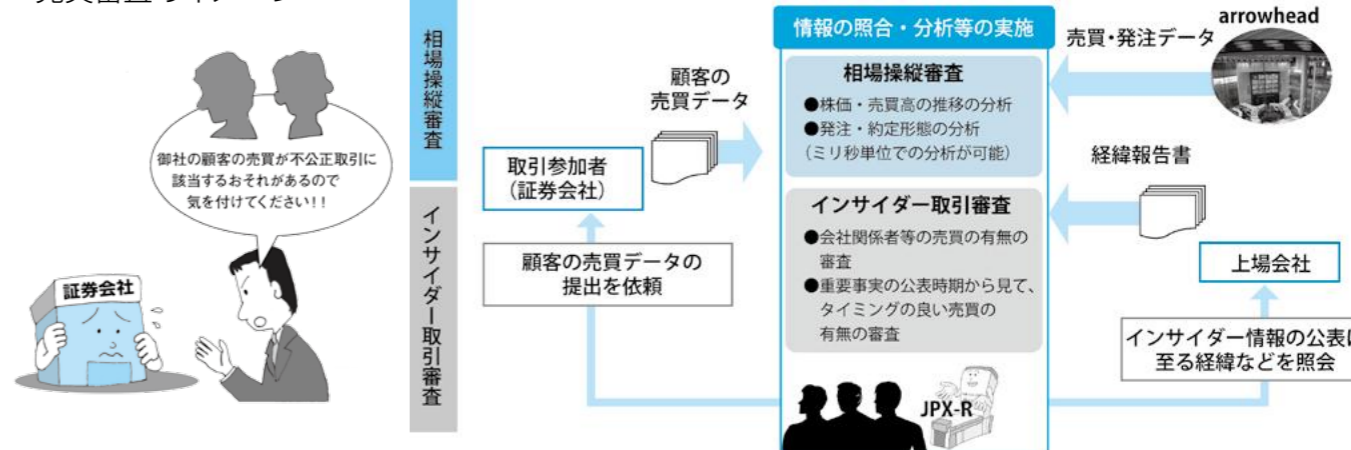 御社の顧客の売買が不公正取引に
該当するおそれがあるので
気を付けてください!!
証券会社
相場操縦審査
インサイダー取引審査
取引参加者
(証券会社)
顧客の
売買データ
顧客の売買データの
提出を依頼
情報の照合・分析等の実施
相場操縦審査
●株価・売買高の推移の分析
●発注・約定形態の分析
(ミリ秒単位での分析が可能)
インサイダー取引審査
●会社関係者等の売買の有無の
審査
●重要事実の公表時期から見て、
タイミングの良い売買の
有無の審査
JPX-R
arrowhead
売買・発注データ
経緯報告書
上場会社
インサイダー情報の公表に
至る経緯などを照会